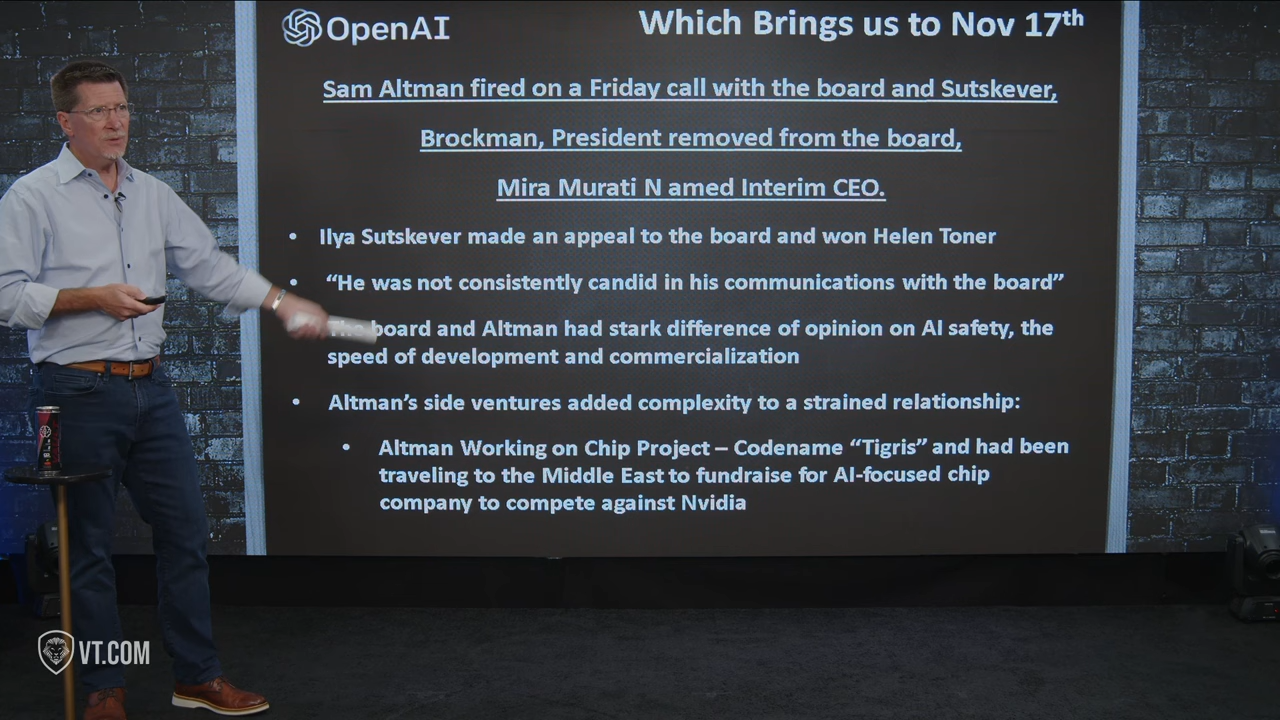 OpenAI
Which Brings us to Nov 17th
Sam Altman fired on a Friday call with the board and Sutskever,
Brockman, President removed from the board,
Mira Murati N amed Interim CEO.
• Ilya Sutskever made an appeal to the board and won Helen Toner
• “He was not consistently candid in his communications with the board”
The board and Altman had stark difference of opinion on AI safety, the
speed of development and commercialization
• Altman’s side ventures added complexity to a strained relationship:
• Altman Working on Chip Project – Codename “Tigris” and had been
traveling to the Middle East to fundraise for AI-focused chip
company to compete against Nvidia
VT.COM